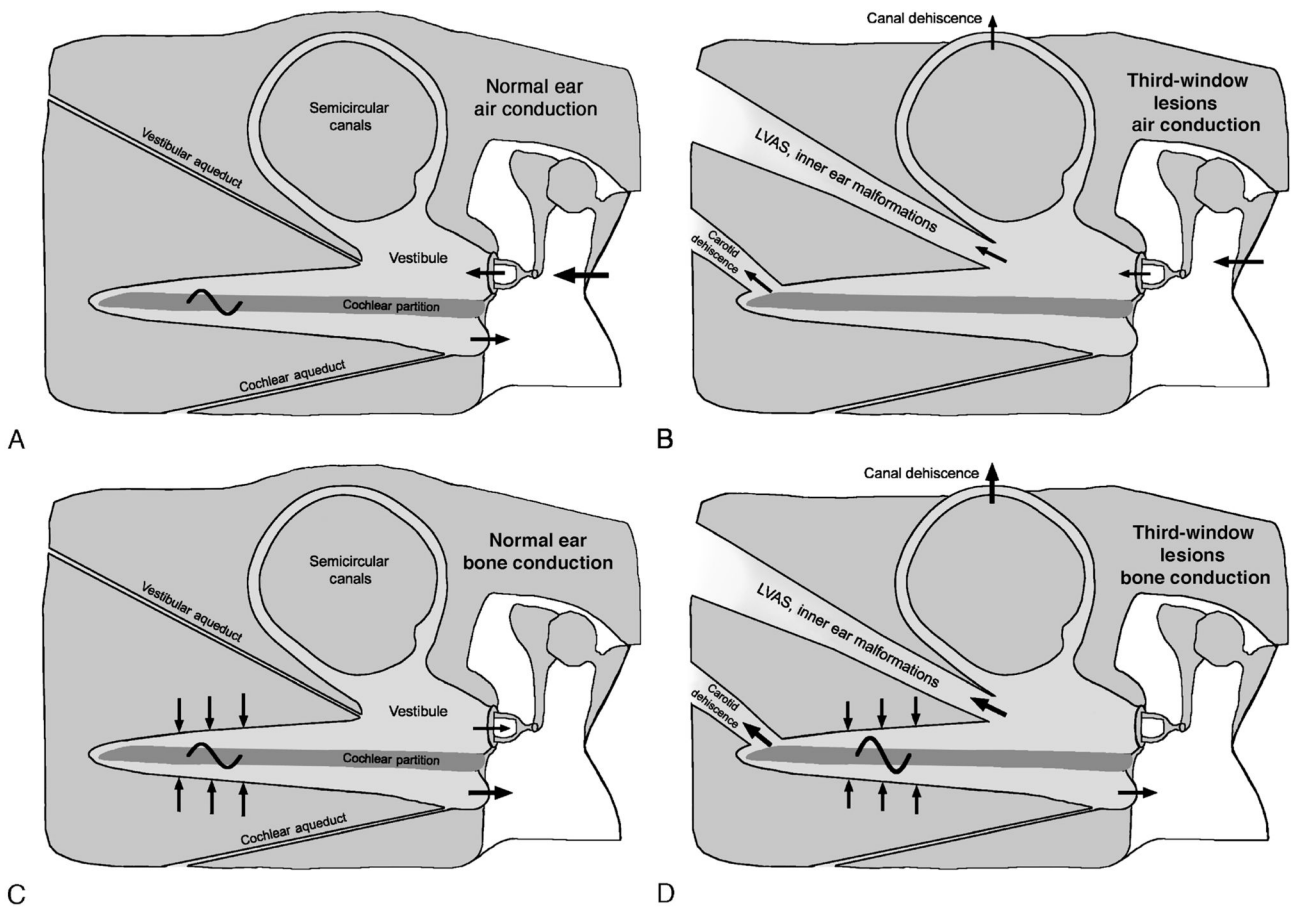 Normal ear
air conduction
Semicircular
canals
Vestibular aqueduct
Vestibule
Cochlear partition
Cochlear aqueduct
A
Canal dehiscence
Third-window
lesions
air conduction
LVAS, inner ear malformations
Carotid
dehiscence
B
Normal ear
bone conduction
Semicircular
canals
Vestibular aqueduct
Vestibule
Cochlear partition
Cochlear aqueduct
C
Canal dehiscence
Third-window
lesions
bone conduction
LVAS, inner ear malformations
Carotid
dehiscence
D